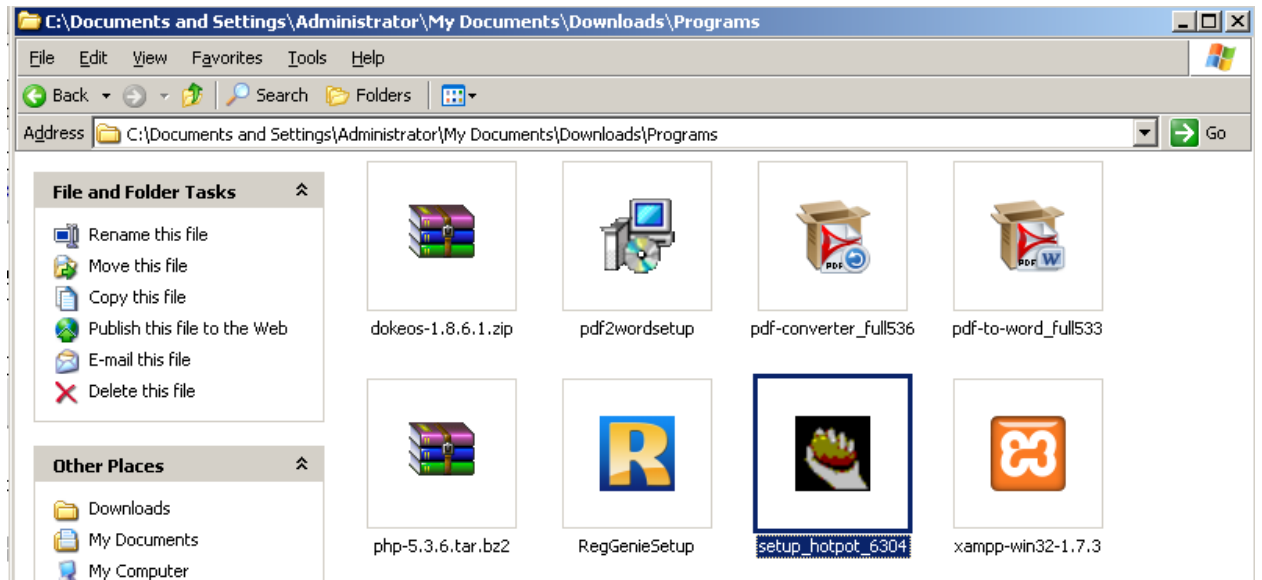 C:\Documents and Settings\Administrator\My Documents\Downloads\Programs
File Edit View Favorites Tools Help
Back Search Folders
Address C:\Documents and Settings\Administrator\My Documents\Downloads\Programs Go
File and Folder Tasks
Rename this file
Move this file
Copy this file
Publish this file to the Web
E-mail this file
Delete this file
Other Places
Downloads
My Documents
My Computer
PDF
PDF W
dokeos-1.8.6.1.zip pdf2wordsetup pdf-converter_full536 pdf-to-word_full533
R
php-5.3.6.tar.bz2 RegGenieSetup setup_hotpot_6304 xampp-win32-1.7.3